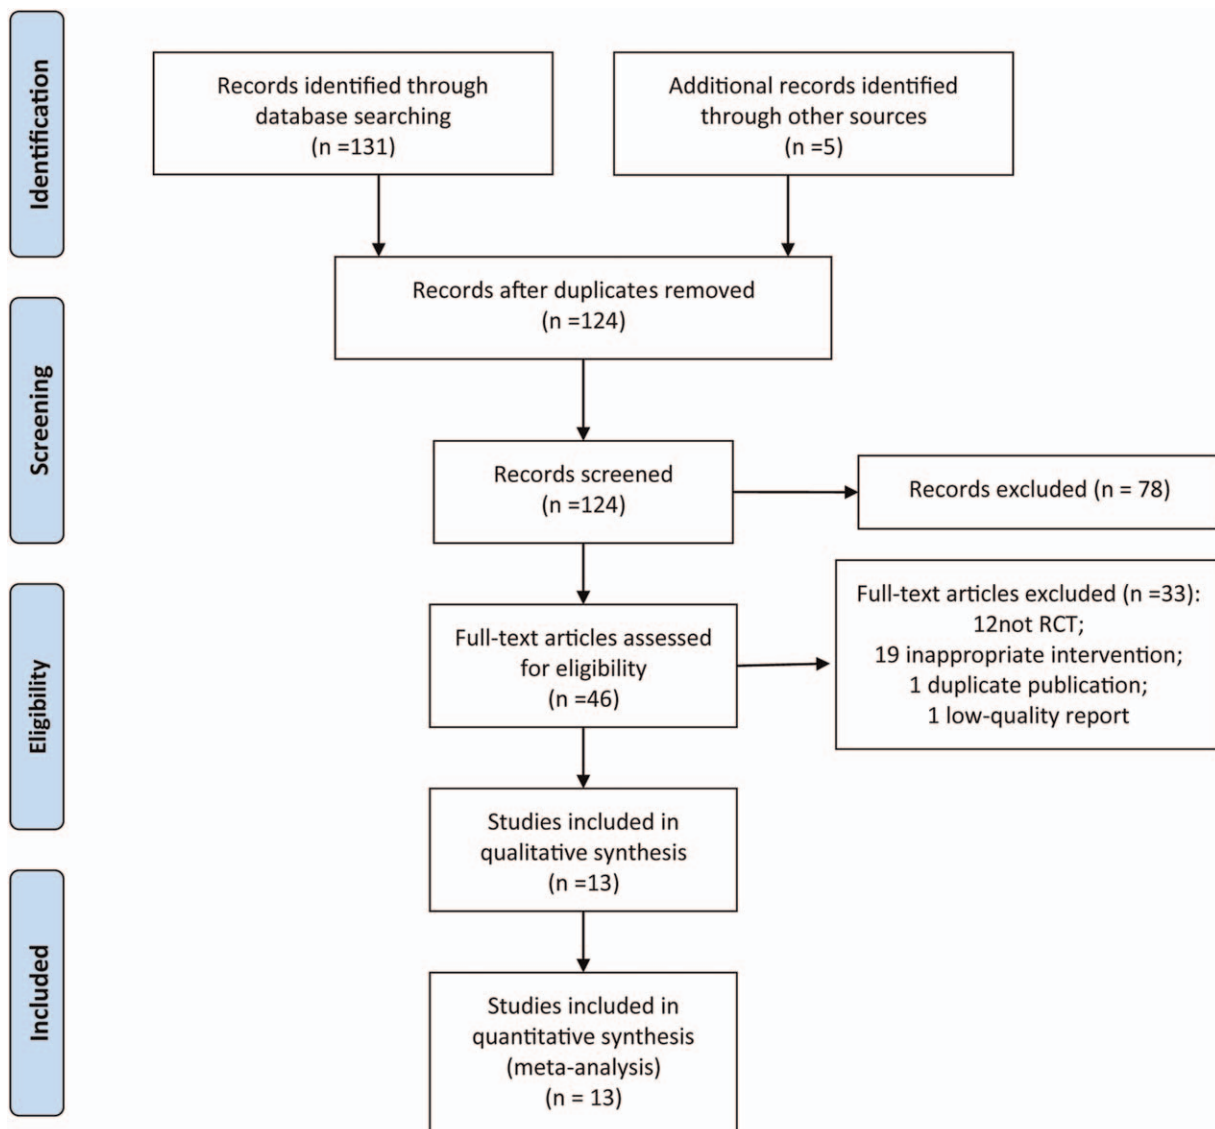 Identification
Records identified through
database searching
(n =131)
Additional records identified
through other sources
(n =5)
Records after duplicates removed
(n =124)
Screening
Records screened
(n =124)
Records excluded (n = 78)
Eligibility
Full-text articles assessed
for eligibility
(n =46)
Full-text articles excluded (n =33):
12not RCT;
19 inappropriate intervention;
1 duplicate publication;
1 low-quality report
Studies included in
qualitative synthesis
(n =13)
Included
Studies included in
quantitative synthesis
(meta-analysis)
(n = 13)